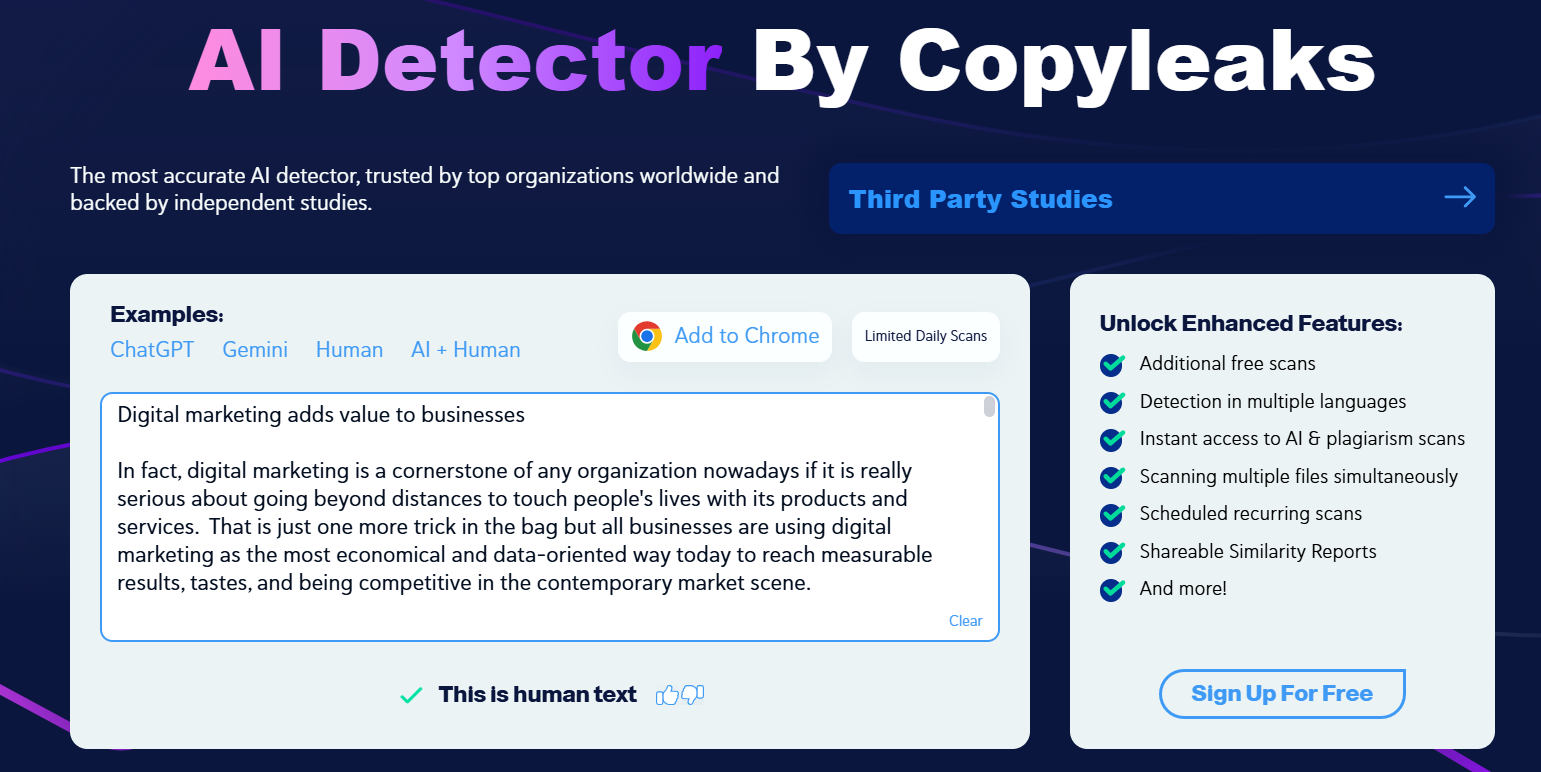 AI Detector By Copyleaks
The most accurate AI detector, trusted by top organizations worldwide and
backed by independent studies.
Third Party Studies
Examples:
ChatGPT Gemini Human AI + Human
Add to Chrome
Limited Daily Scans
Digital marketing adds value to businesses
In fact, digital marketing is a cornerstone of any organization nowadays if it is really
serious about going beyond distances to touch people's lives with its products and
services.  That is just one more trick in the bag but all businesses are using digital
marketing as the most economical and data-oriented way today to reach measurable
results, tastes, and being competitive in the contemporary market scene.
Clear
This is human text
Unlock Enhanced Features:
Additional free scans
Detection in multiple languages
Instant access to AI & plagiarism scans
Scanning multiple files simultaneously
Scheduled recurring scans
Shareable Similarity Reports
And more!
Sign Up For Free